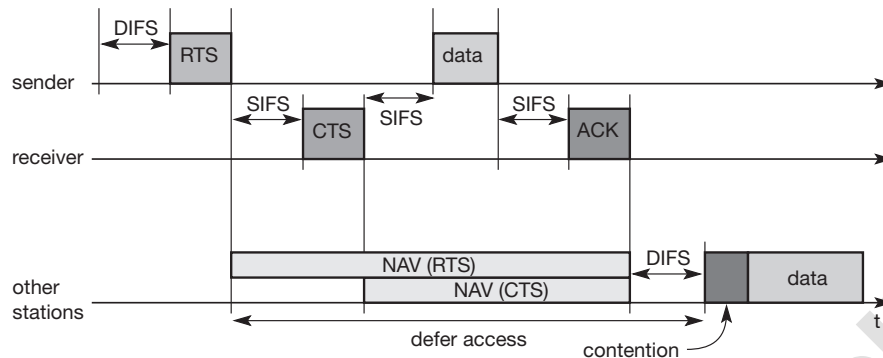 DIFS
RTS
data
sender
SIFS
SIFS
SIFS
CTS
ACK
receiver
NAV (RTS)
DIFS
NAV (CTS)
data
other
stations
t
defer access
contention